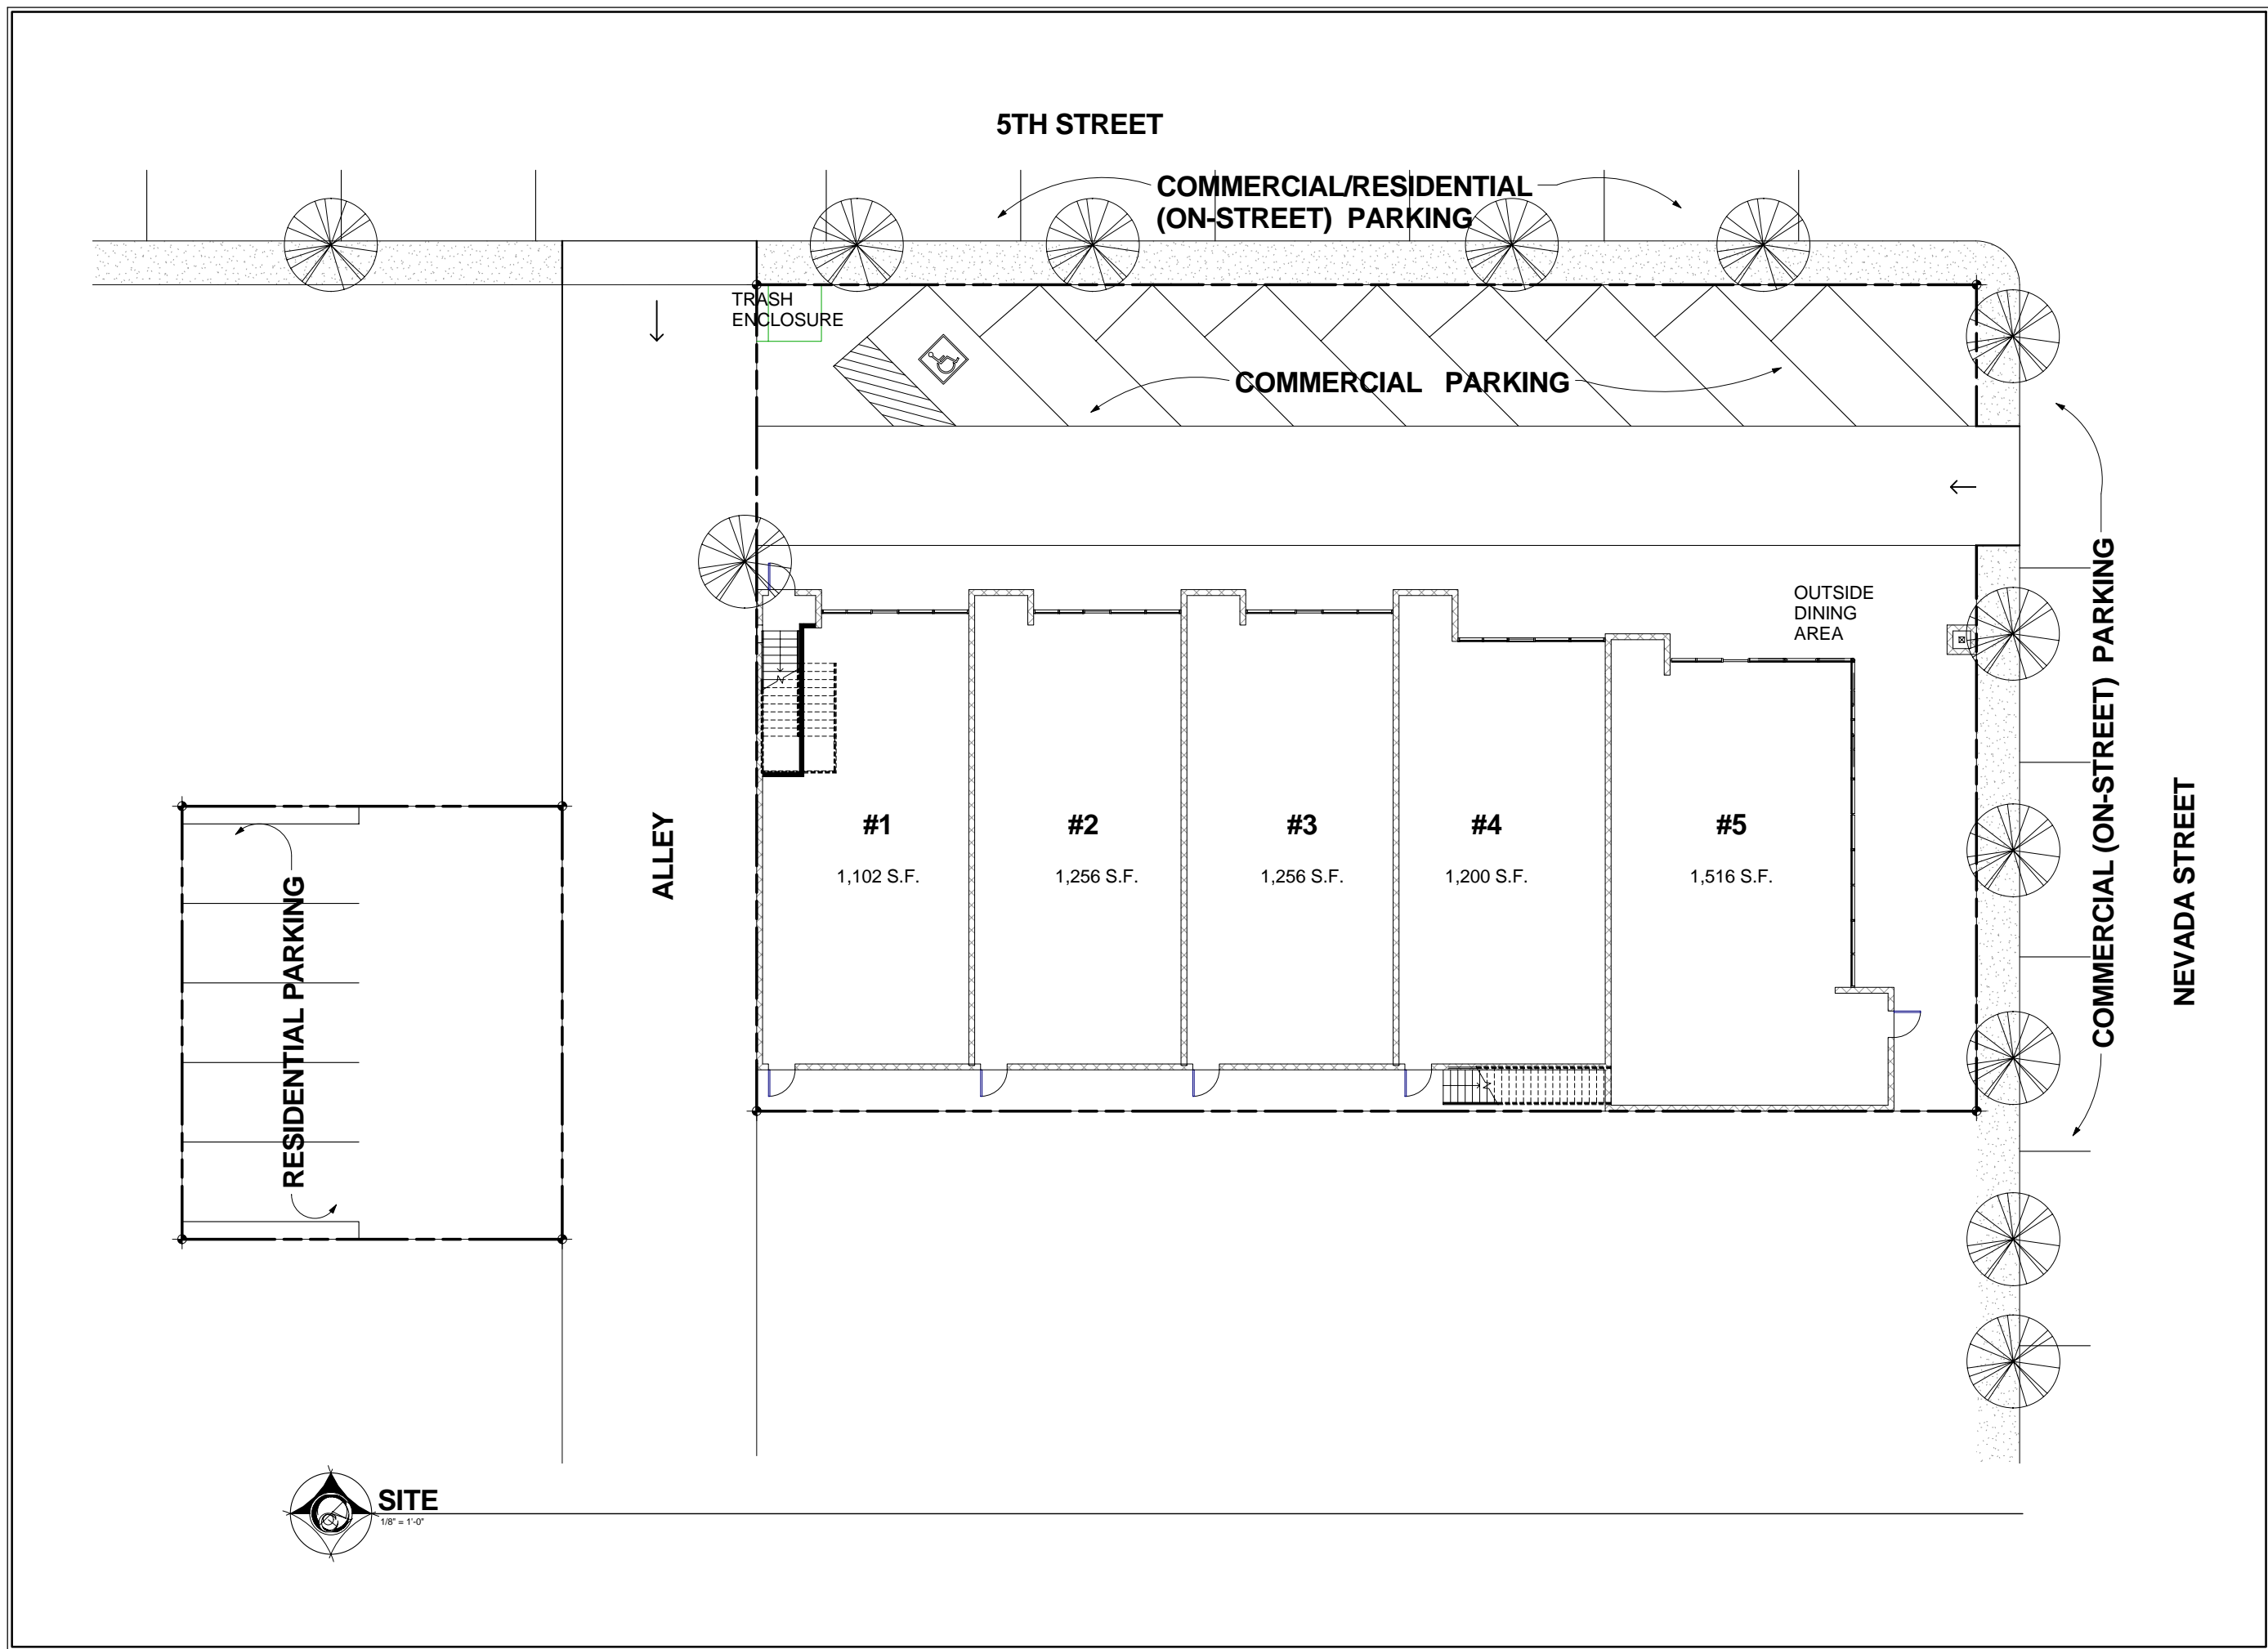 5TH STREET
COMMERCIAL/RESIDENTIAL
(ON-STREET) PARKING
TRASH
ENCLOSURE
COMMERCIAL PARKING
OUTSIDE
DINING
AREA
COMMERCIAL (ON-STREET) PARKING
NEVADA STREET
ALLEY
RESIDENTIAL PARKING
#1
1,102 S.F.
#2
1,256 S.F.
#3
1,256 S.F.
#4
1,200 S.F.
#5
1,516 S.F.
SITE
1/8" = 1'-0"